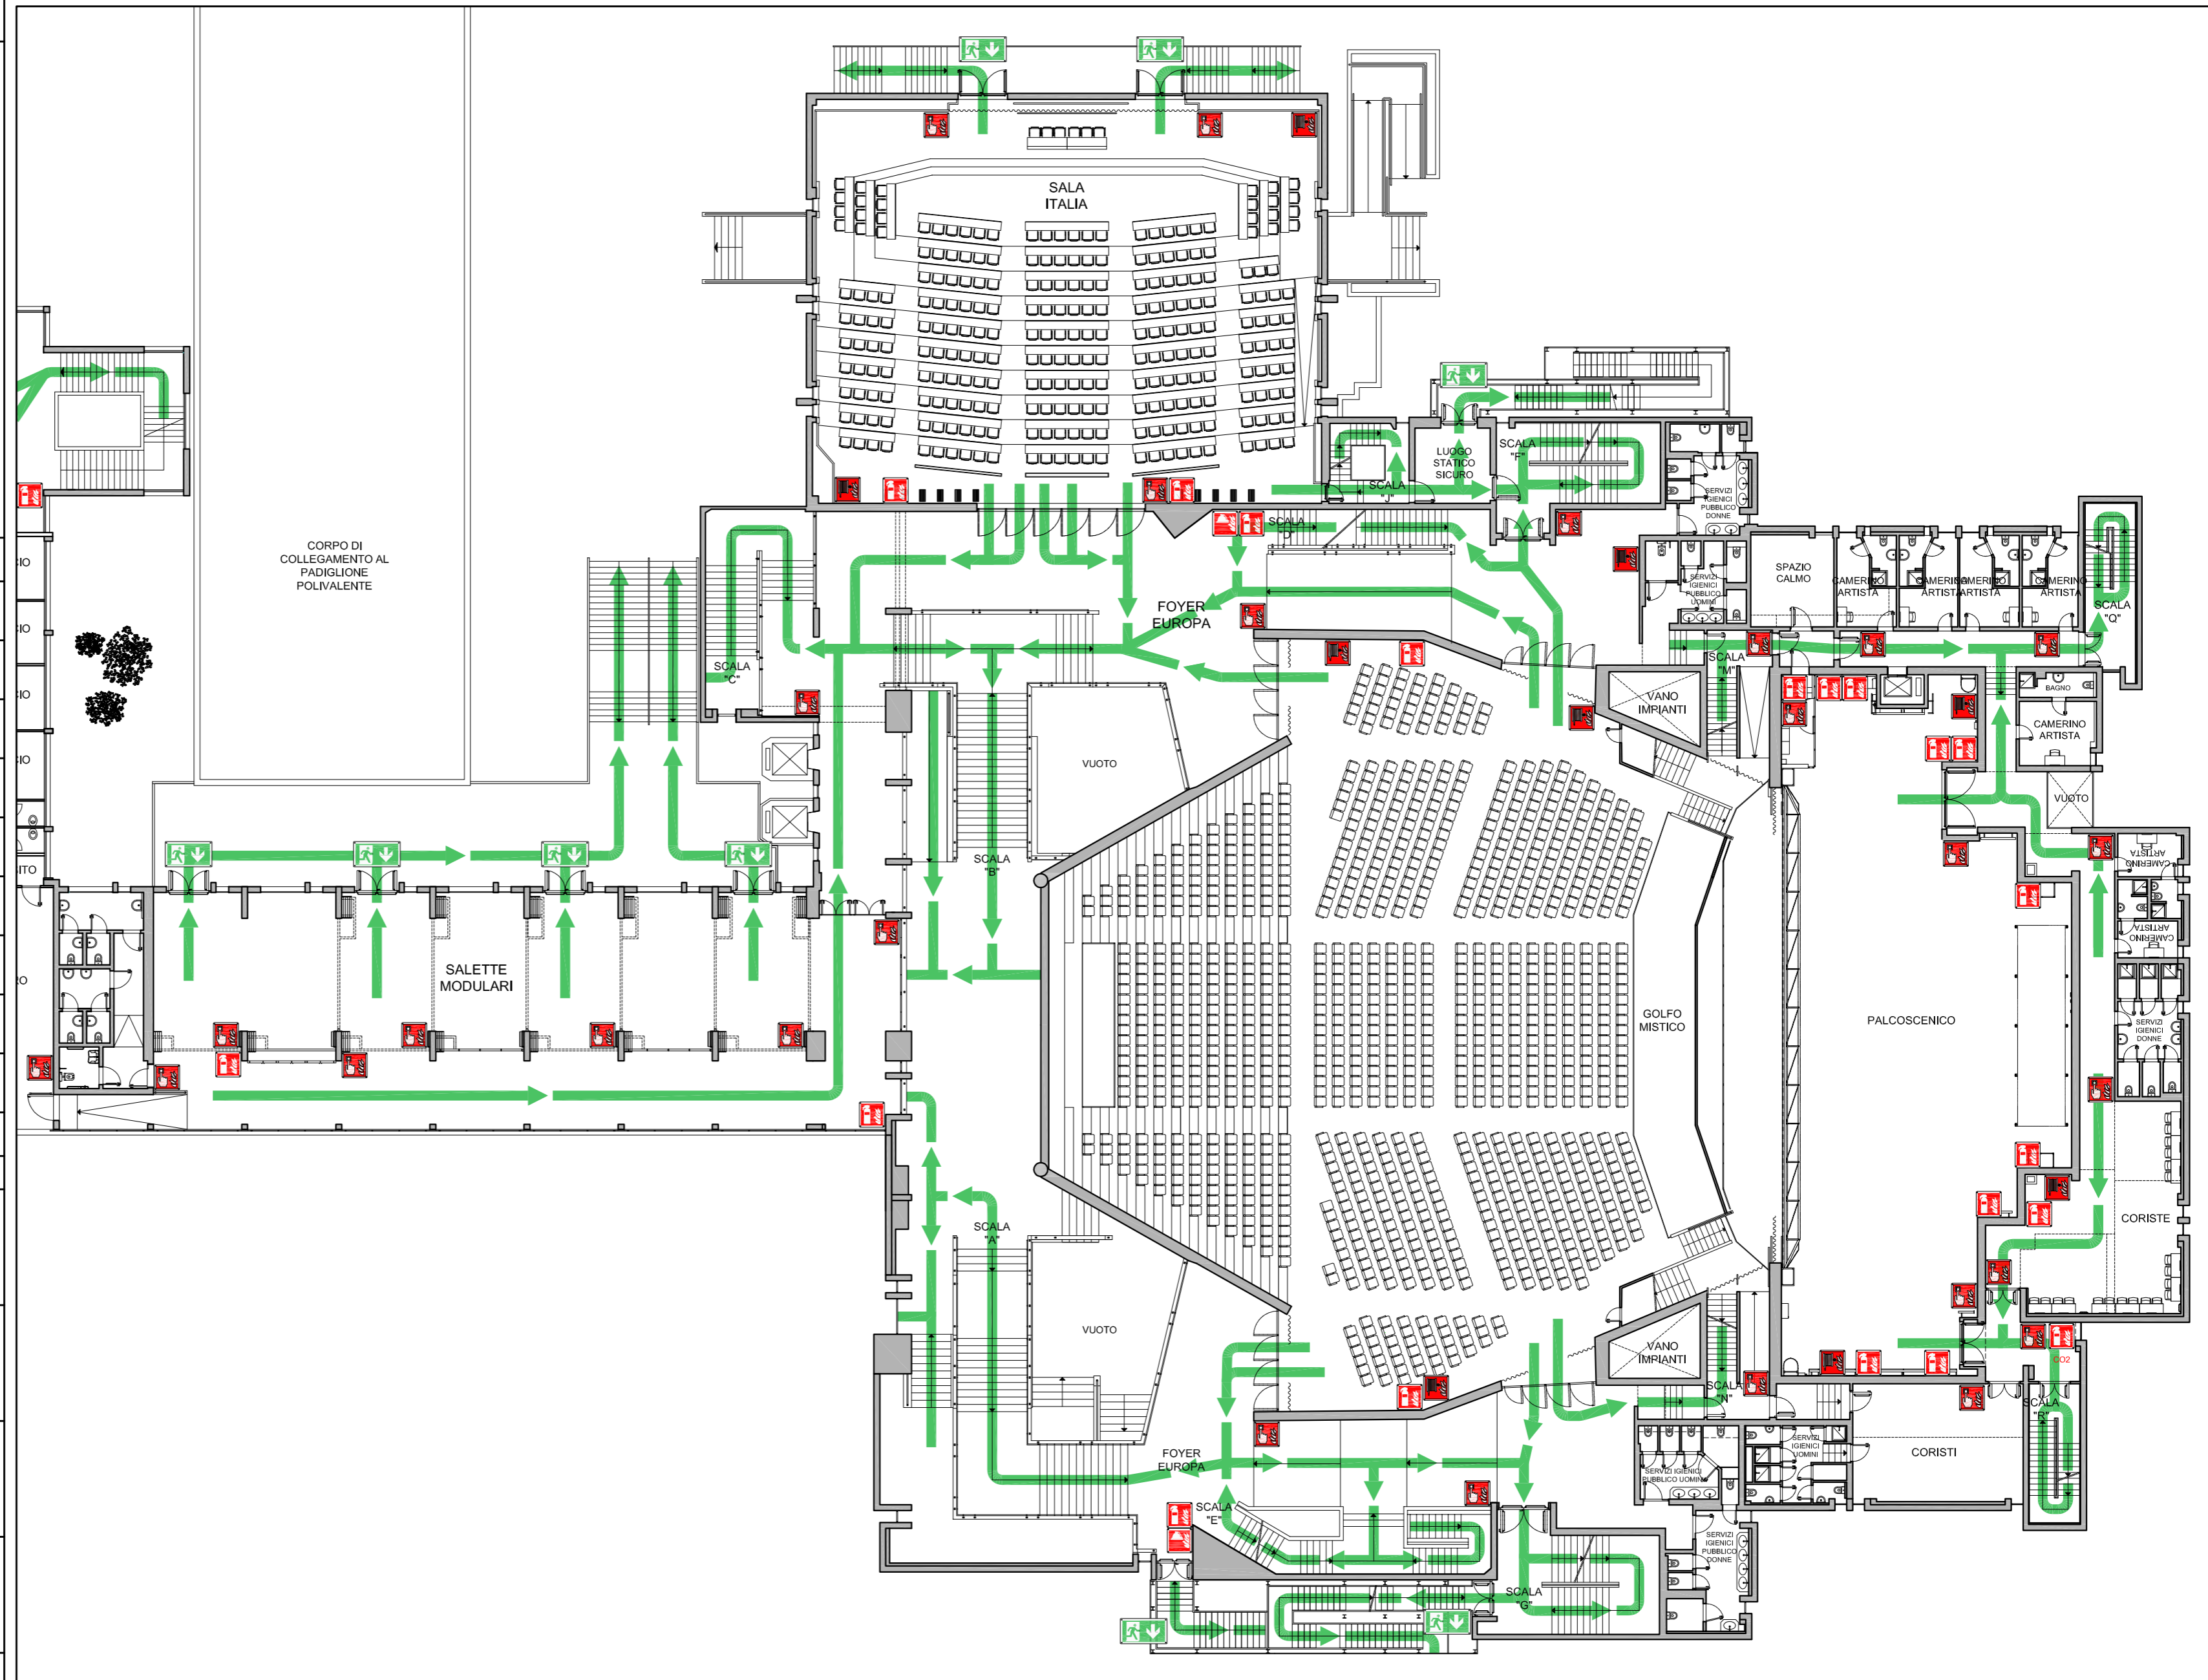 SALA
ITALIA
CORPO DI
COLLEGAMENTO AL
PADIGLIONE
POLIVALENTE
LUOGO
STATICO
SICURO
SCALA
"F"
SCALA
"J"
SCALA
"D"
SERVIZI
IGIENICI
PUBBLICO
DONNE
SERVIZI
IGIENICI
PUBBLICO
UOMINI
SPAZIO
CALMO
CAMERINO
ARTISTA
CAMERINO
ARTISTA
CAMERINO
ARTISTA
CAMERINO
ARTISTA
SCALA
"Q"
FOYER
EUROPA
SCALA
"C"
SCALA
"M"
VANO
IMPIANTI
BAGNO
CAMERINO
ARTISTA
VUOTO
VUOTO
SCALA
"B"
CAMERINO
ARTISTA
CAMERINO
ARTISTA
SALETTE
MODULARI
GOLFO
MISTICO
PALCOSCENICO
SERVIZI
IGIENICI
DONNE
SCALA
"A"
CORISTE
VUOTO
VANO
IMPIANTI
CO2
SCALA
"N"
SCALA
"R"
FOYER
EUROPA
SERVIZI IGIENICI
PUBBLICO UOMINI
SERVIZI
IGIENICI
UOMINI
CORISTI
SCALA
"E"
SERVIZI
IGIENICI
PUBBLICO
DONNE
SCALA
"G"